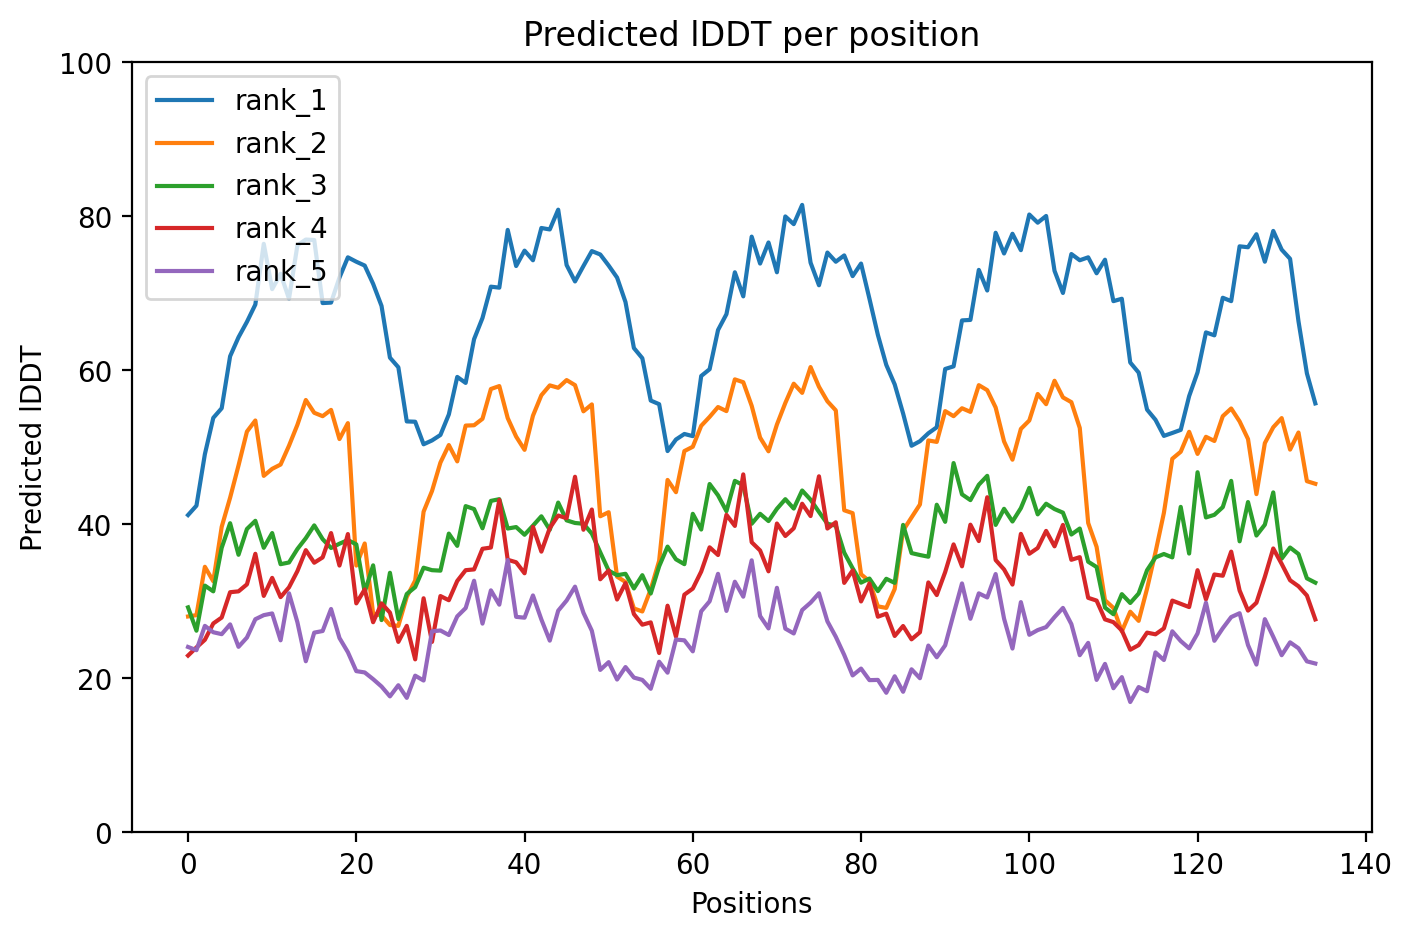 Predicted lDDT per position
100
80
60
40
20
0
Predicted lDDT
rank_1
rank_2
rank_3
rank_4
rank_5
0 20 40 60 80 100 120 140
Positions